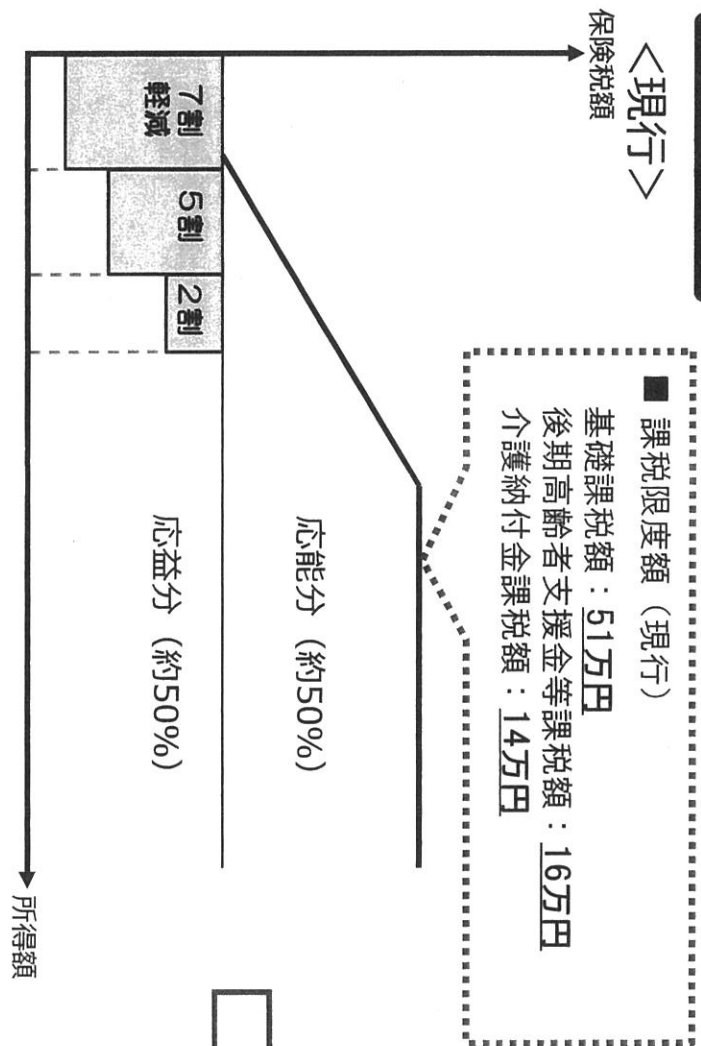 <現行>
保険税額
■ 課税限度額(現行)
基礎課税額:51万円
後期高齢者支援金等課税額:16万円
介護納付金課税額:14万円
応能分(約50%)
応益分(約50%)
7割
軽減
5割
2割
所得額